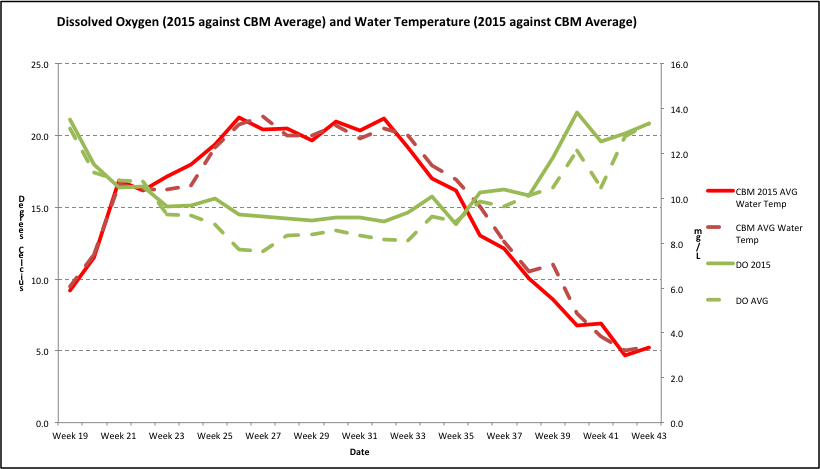 Dissolved Oxygen (2015 against CBM Average) and Water Temperature (2015 against CBM Average)
25.0
20.0
15.0
10.0
5.0
0.0
Degrees Celcius
16.0
14.0
12.0
10.0
8.0
6.0
4.0
2.0
0.0
mg/L
Week 19 Week 21 Week 23 Week 25 Week 27 Week 29 Week 31 Week 33 Week 35 Week 37 Week 39 Week 41 Week 43
Date
CBM 2015 AVG
Water Temp
CBM AVG Water
Temp
DO 2015
DO AVG